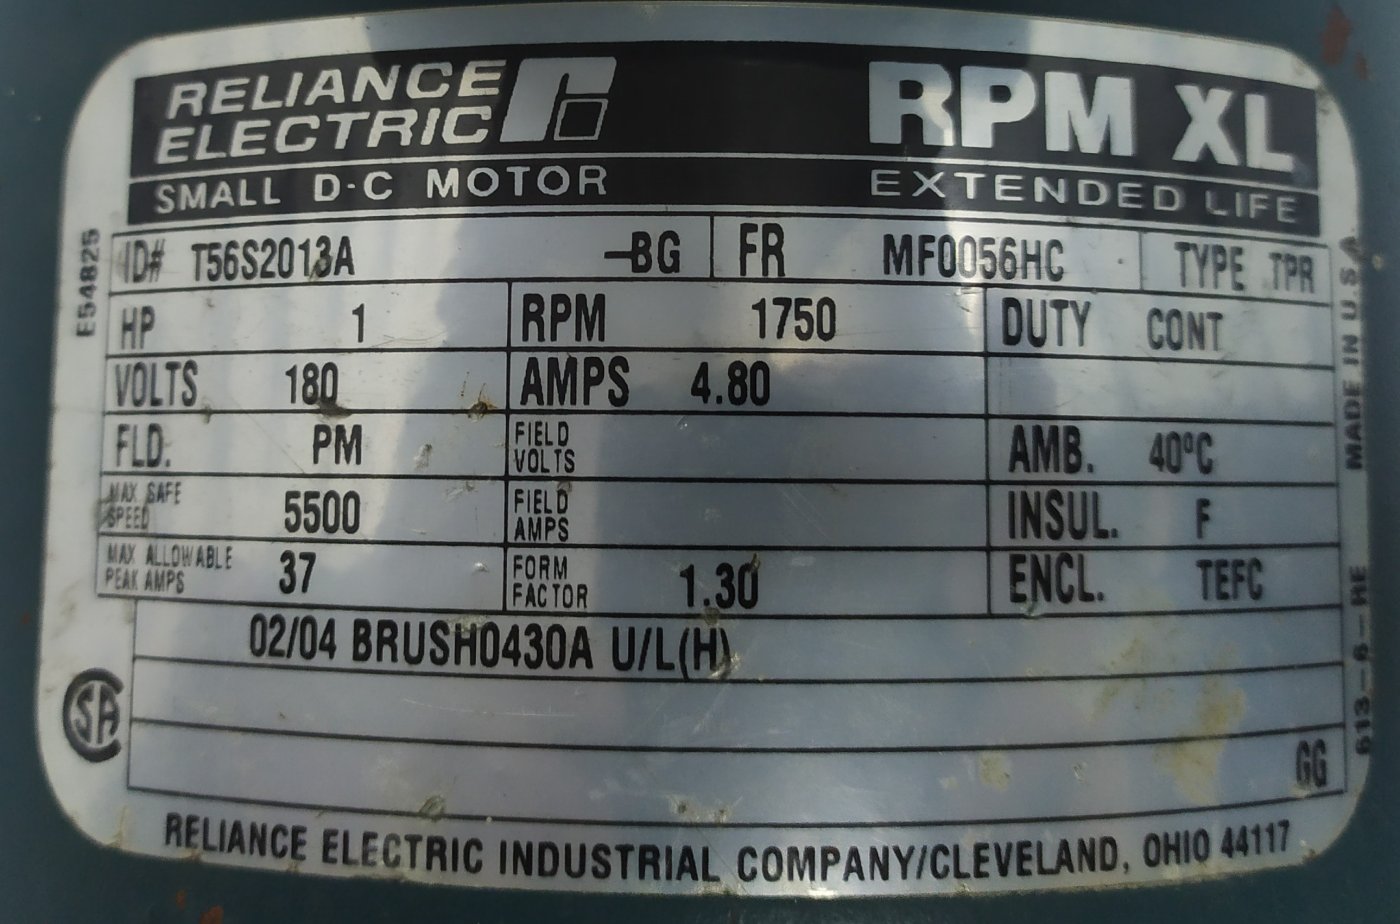 RELIANCE
ELECTRIC
RPM XL
SMALL D-C MOTOR
EXTENDED LIFE
E54825
ID# T56S2013A -BG FR MF0056HC TYPE TPR
HP 1 RPM 1750 DUTY CONT
VOLTS 180 AMPS 4.80
FLD. PM FIELD VOLTS AMB. 40°C
MAX SAFE SPEED 5500 FIELD AMPS INSUL. F
MAX ALLOWABLE PEAK AMPS 37 FORM FACTOR 1.30 ENCL. TEFC
02/04 BRUSH0430A U/L(H)
SA
GG
MADE IN U.S.A.
613-6-HE
RELIANCE ELECTRIC INDUSTRIAL COMPANY/CLEVELAND, OHIO 44117